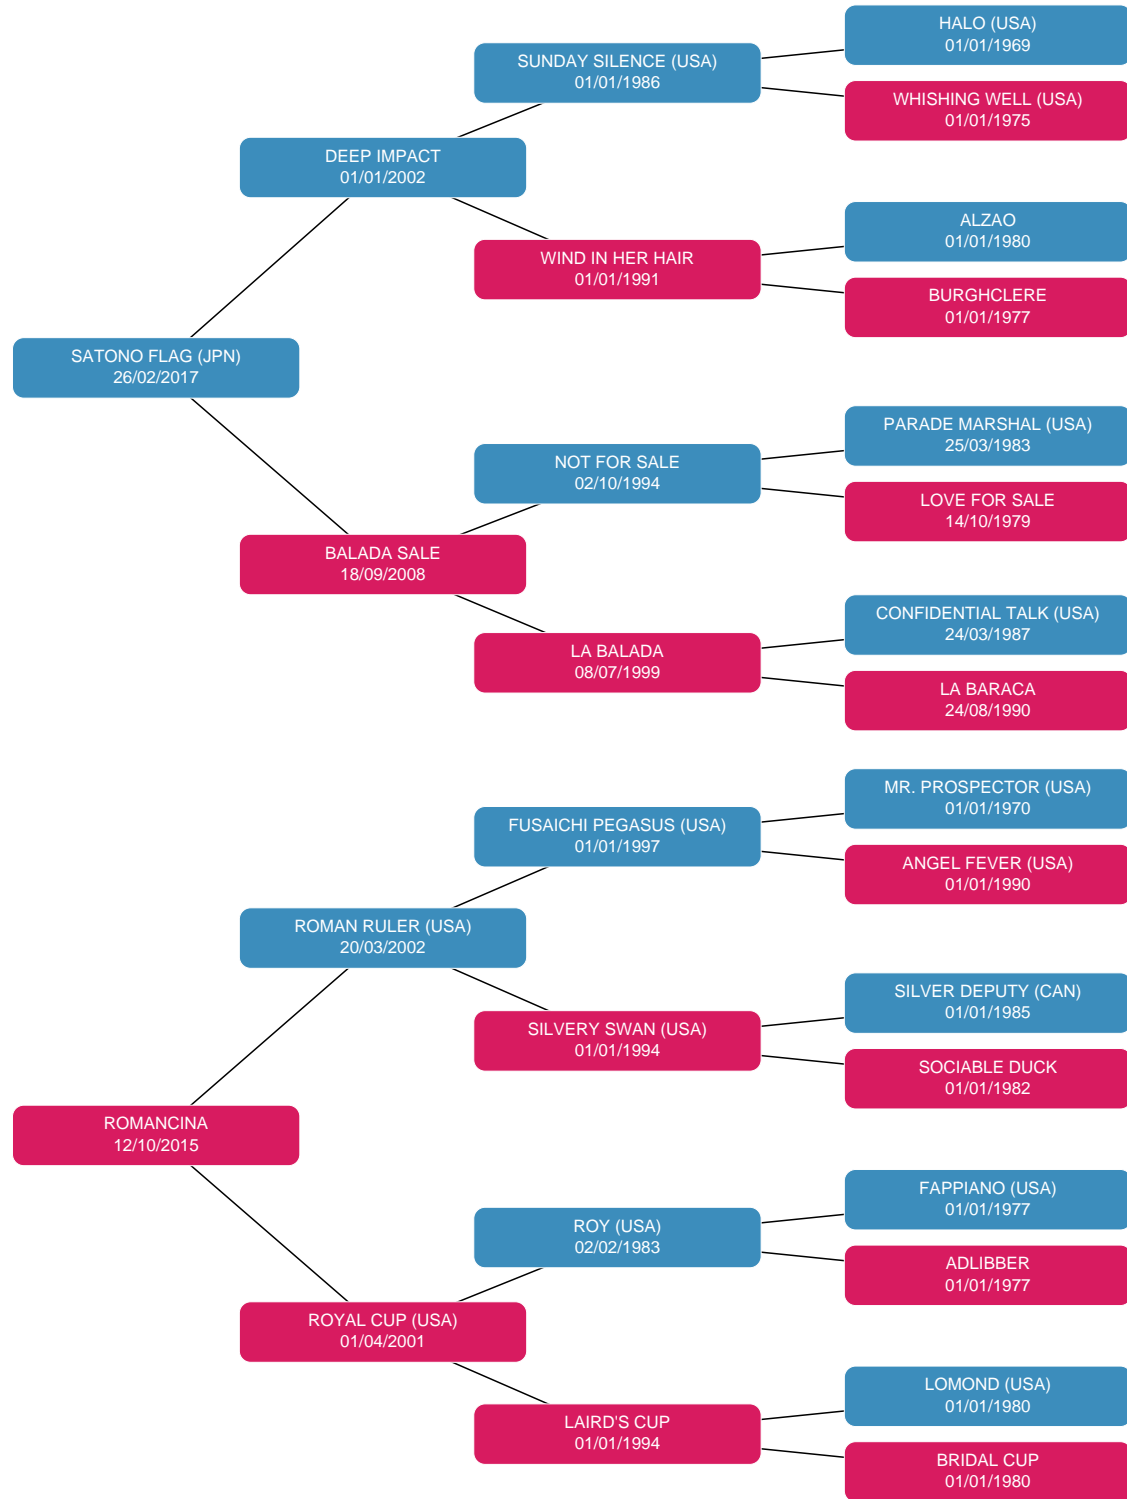 HALO (USA)
01/01/1969
SUNDAY SILENCE (USA)
01/01/1986
WHISHING WELL (USA)
01/01/1975
DEEP IMPACT
01/01/2002
ALZAO
01/01/1980
WIND IN HER HAIR
01/01/1991
BURGHCLERE
01/01/1977
SATONO FLAG (JPN)
26/02/2017
PARADE MARSHAL (USA)
25/03/1983
NOT FOR SALE
02/10/1994
LOVE FOR SALE
14/10/1979
BALADA SALE
18/09/2008
CONFIDENTIAL TALK (USA)
24/03/1987
LA BALADA
08/07/1999
LA BARACA
24/08/1990
MR. PROSPECTOR (USA)
01/01/1970
FUSAICHI PEGASUS (USA)
01/01/1997
ANGEL FEVER (USA)
01/01/1990
ROMAN RULER (USA)
20/03/2002
SILVER DEPUTY (CAN)
01/01/1985
SILVERY SWAN (USA)
01/01/1994
SOCIABLE DUCK
01/01/1982
ROMANCINA
12/10/2015
FAPPIANO (USA)
01/01/1977
ROY (USA)
02/02/1983
ADLIBBER
01/01/1977
ROYAL CUP (USA)
01/04/2001
LOMOND (USA)
01/01/1980
LAIRD'S CUP
01/01/1994
BRIDAL CUP
01/01/1980